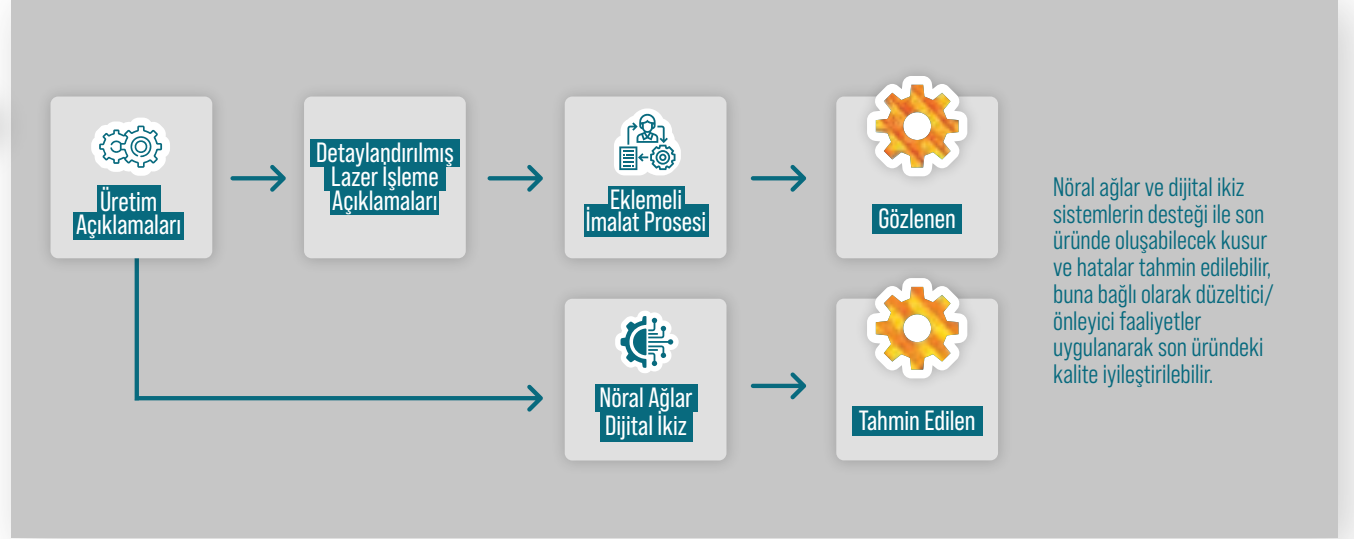 Üretim
Açıklamaları
Detaylandırılmış
Lazer İşleme
Açıklamaları
Eklemeli
İmalat Prosesi
Gözlenen
Nöral Ağlar
Dijital İkiz
Tahmin Edilen
Nöral ağlar ve dijital ikiz
sistemlerin desteği ile son
üründe oluşabilecek kusur
ve hatalar tahmin edilebilir,
buna bağlı olarak düzeltici/
önleyici faaliyetler
uygulanarak son üründeki
kalite iyileştirilebilir.